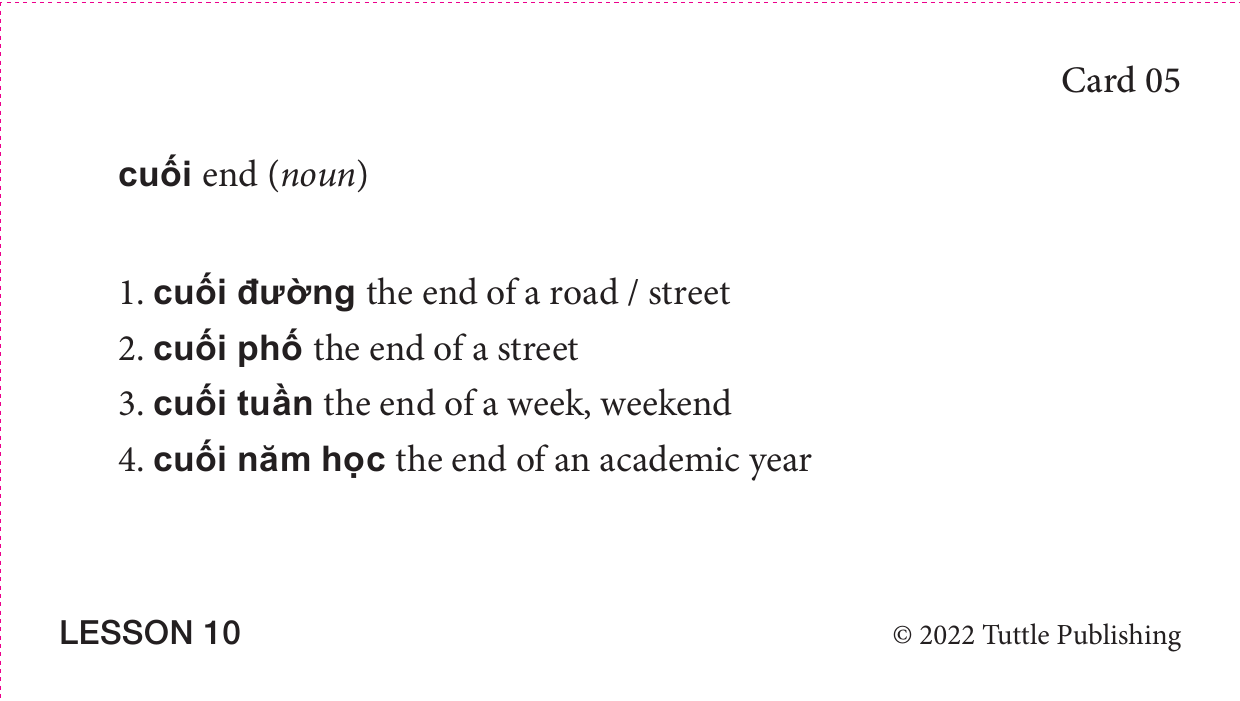 Card 05
cuối end (noun)
1. cuối đường the end of a road / street
2. cuối phố the end of a street
3. cuối tuần the end of a week, weekend
4. cuối năm học the end of an academic year
LESSON 10
© 2022 Tuttle Publishing